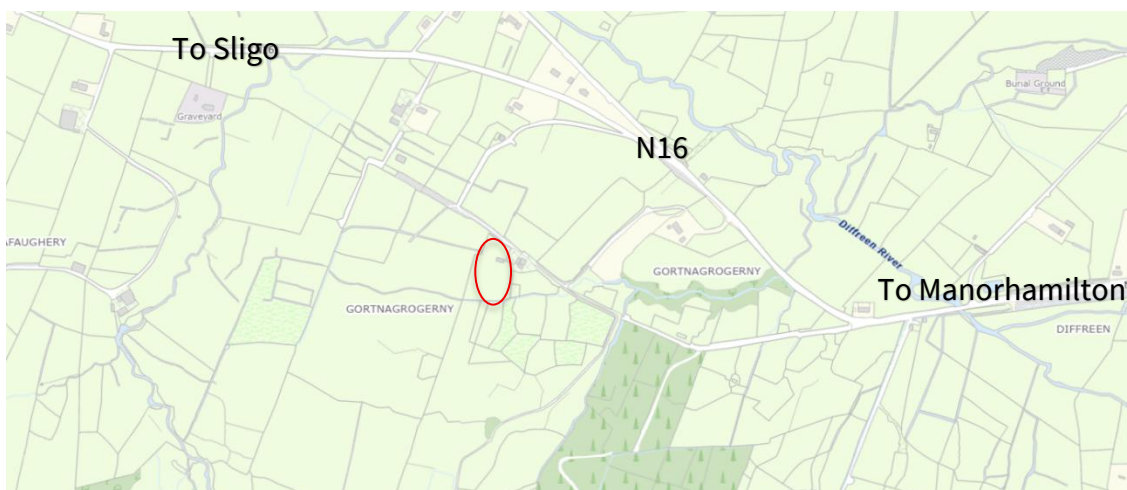 To Sligo
Burial Ground
Graveyard
N16
Diffreen River
AFAUGHERY
GORTNAGROGERNY
To Manorhamilton
GORTNAGROGERNY
DIFFREEN